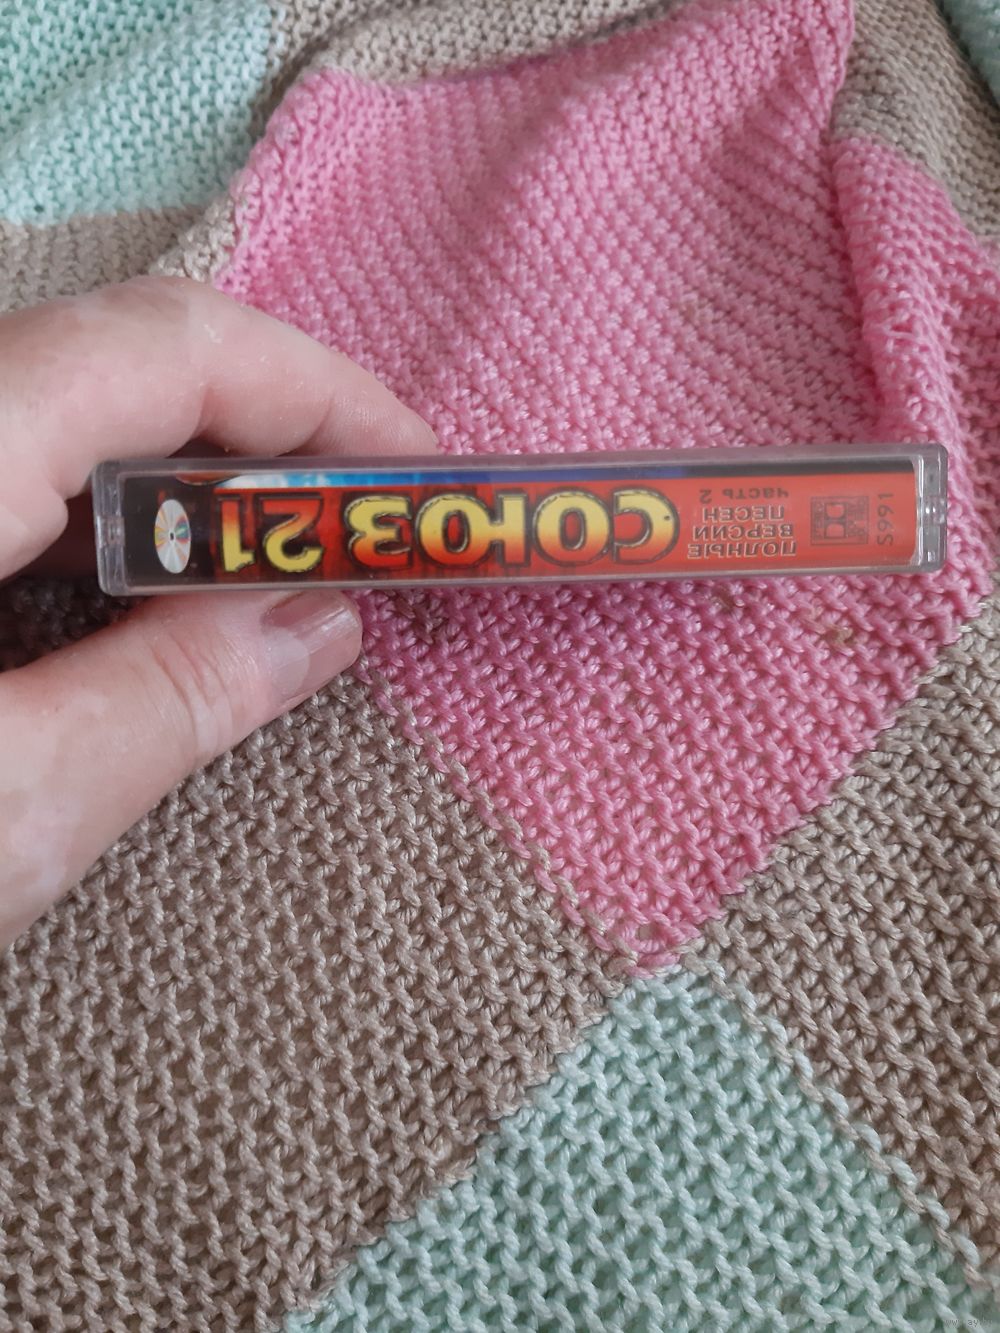 S991
ПОЛНЫЕ
ВЕРСИИ
ПЕСЕН
часть 2
СОЮЗ 21